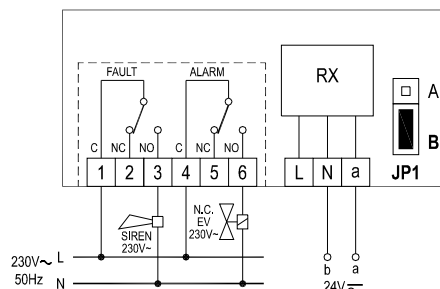 FAULT ALARM
RX
A
B
JP1
C NC NO C NC NO
1 2 3 4 5 6
L N a
SIREN
230V~
N.C.
EV
230V~
230V~
50Hz
L
N
b a
24V